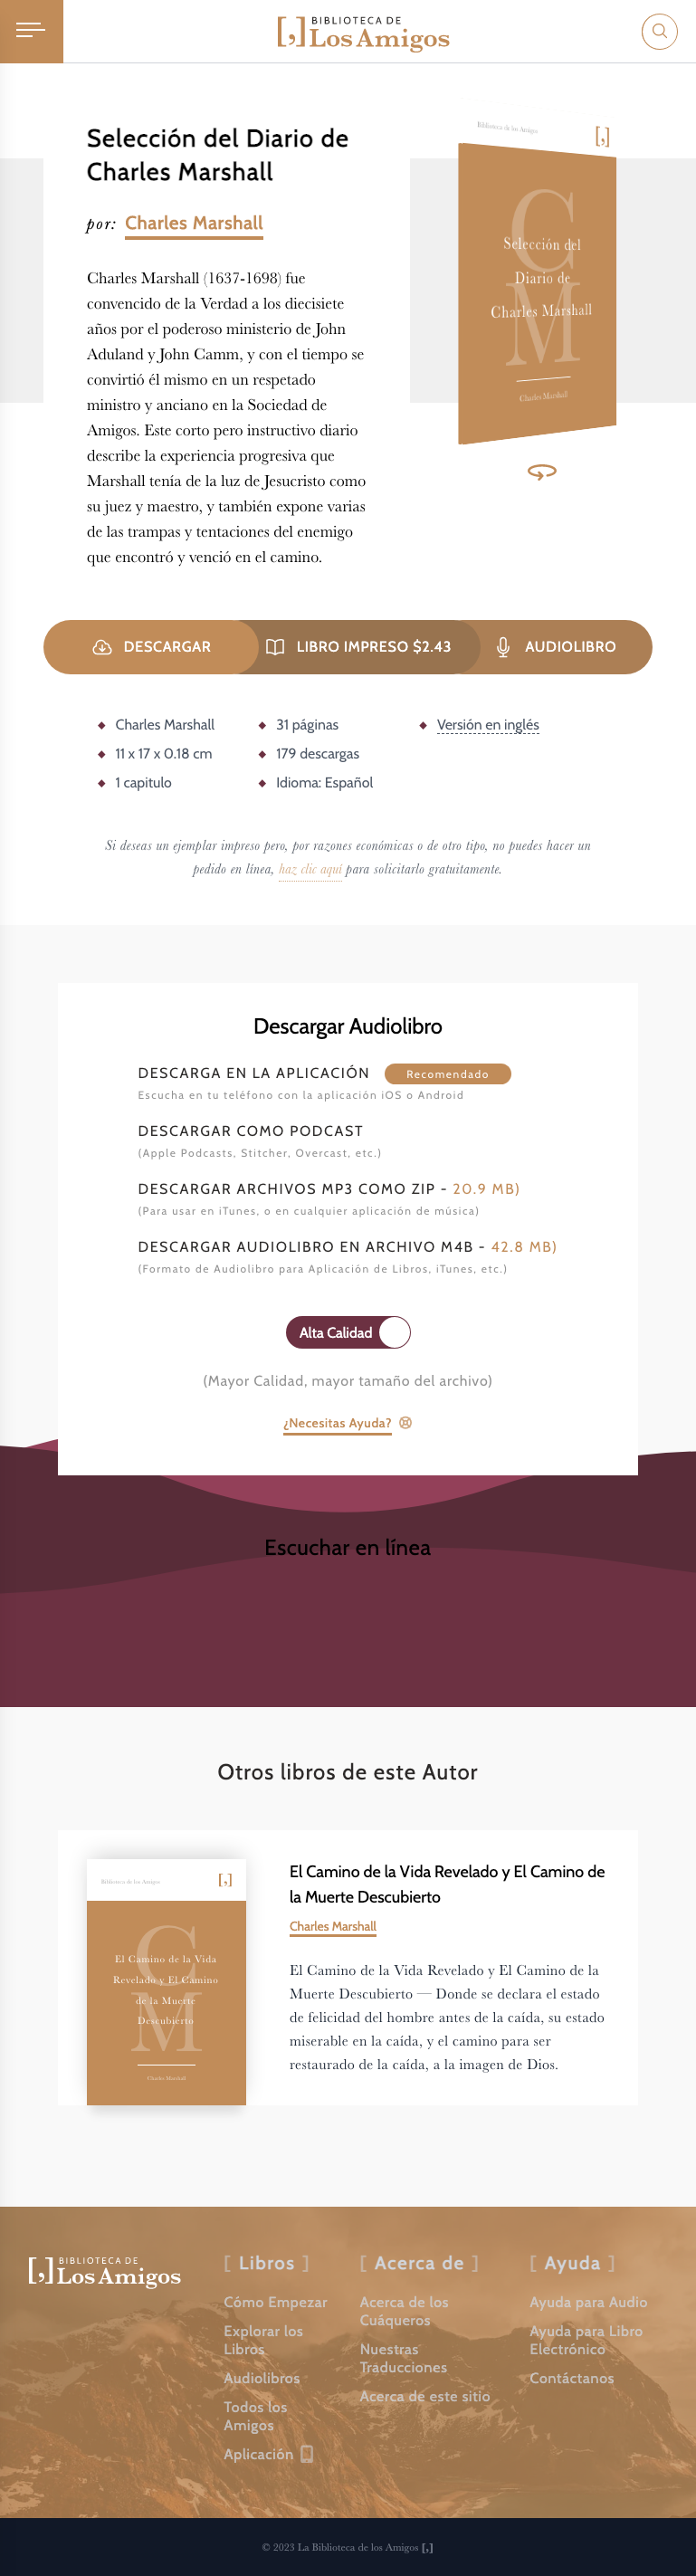 BIBLIOTECA DE
[,] Los Amigos
Selección del Diario de
Charles Marshall
por: Charles Marshall
Charles Marshall (1637-1698) fue
convencido de la Verdad a los diecisiete
años por el poderoso ministerio de John
Aduland y John Camm, y con el tiempo se
convirtió él mismo en un respetado
ministro y anciano en la Sociedad de
Amigos. Este corto pero instructivo diario
describe la experiencia progresiva que
Marshall tenía de la luz de Jesucristo como
su juez y maestro, y también expone varias
de las trampas y tentaciones del enemigo
que encontró y venció en el camino.
Biblioteca de los Amigos [,]
CM
Selección del
Diario de
Charles Marshall
Charles Marshall
DESCARGAR
LIBRO IMPRESO $2.43
AUDIOLIBRO
Charles Marshall
11 x 17 x 0.18 cm
1 capitulo
31 páginas
179 descargas
Idioma: Español
Versión en inglés
Si deseas un ejemplar impreso pero, por razones económicas o de otro tipo, no puedes hacer un
pedido en línea, haz clic aquí para solicitarlo gratuitamente.
Descargar Audiolibro
DESCARGA EN LA APLICACIÓN Recomendado
Escucha en tu teléfono con la aplicación iOS o Android
DESCARGAR COMO PODCAST
(Apple Podcasts, Stitcher, Overcast, etc.)
DESCARGAR ARCHIVOS MP3 COMO ZIP - 20.9 MB)
(Para usar en iTunes, o en cualquier aplicación de música)
DESCARGAR AUDIOLIBRO EN ARCHIVO M4B - 42.8 MB)
(Formato de Audiolibro para Aplicación de Libros, iTunes, etc.)
Alta Calidad
(Mayor Calidad, mayor tamaño del archivo)
¿Necesitas Ayuda?
Escuchar en línea
Otros libros de este Autor
Biblioteca de los Amigos [,]
CM
El Camino de la Vida
Revelado y El Camino
de la Muerte
Descubierto
Charles Marshall
El Camino de la Vida Revelado y El Camino de
la Muerte Descubierto
Charles Marshall
El Camino de la Vida Revelado y El Camino de la
Muerte Descubierto — Donde se declara el estado
de felicidad del hombre antes de la caída, su estado
miserable en la caída, y el camino para ser
restaurado de la caída, a la imagen de Dios.
BIBLIOTECA DE
[,] Los Amigos
[ Libros ]
Cómo Empezar
Explorar los
Libros
Audiolibros
Todos los
Amigos
Aplicación
[ Acerca de ]
Acerca de los
Cuáqueros
Nuestras
Traducciones
Acerca de este sitio
[ Ayuda ]
Ayuda para Audio
Ayuda para Libro
Electrónico
Contáctanos
© 2023 La Biblioteca de los Amigos [,]